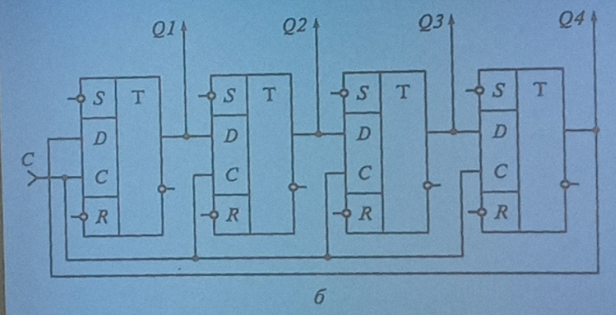 Q1 Q2 Q3 Q4
S T S T S T S T
D D D D
C C C C C
R R R R
б